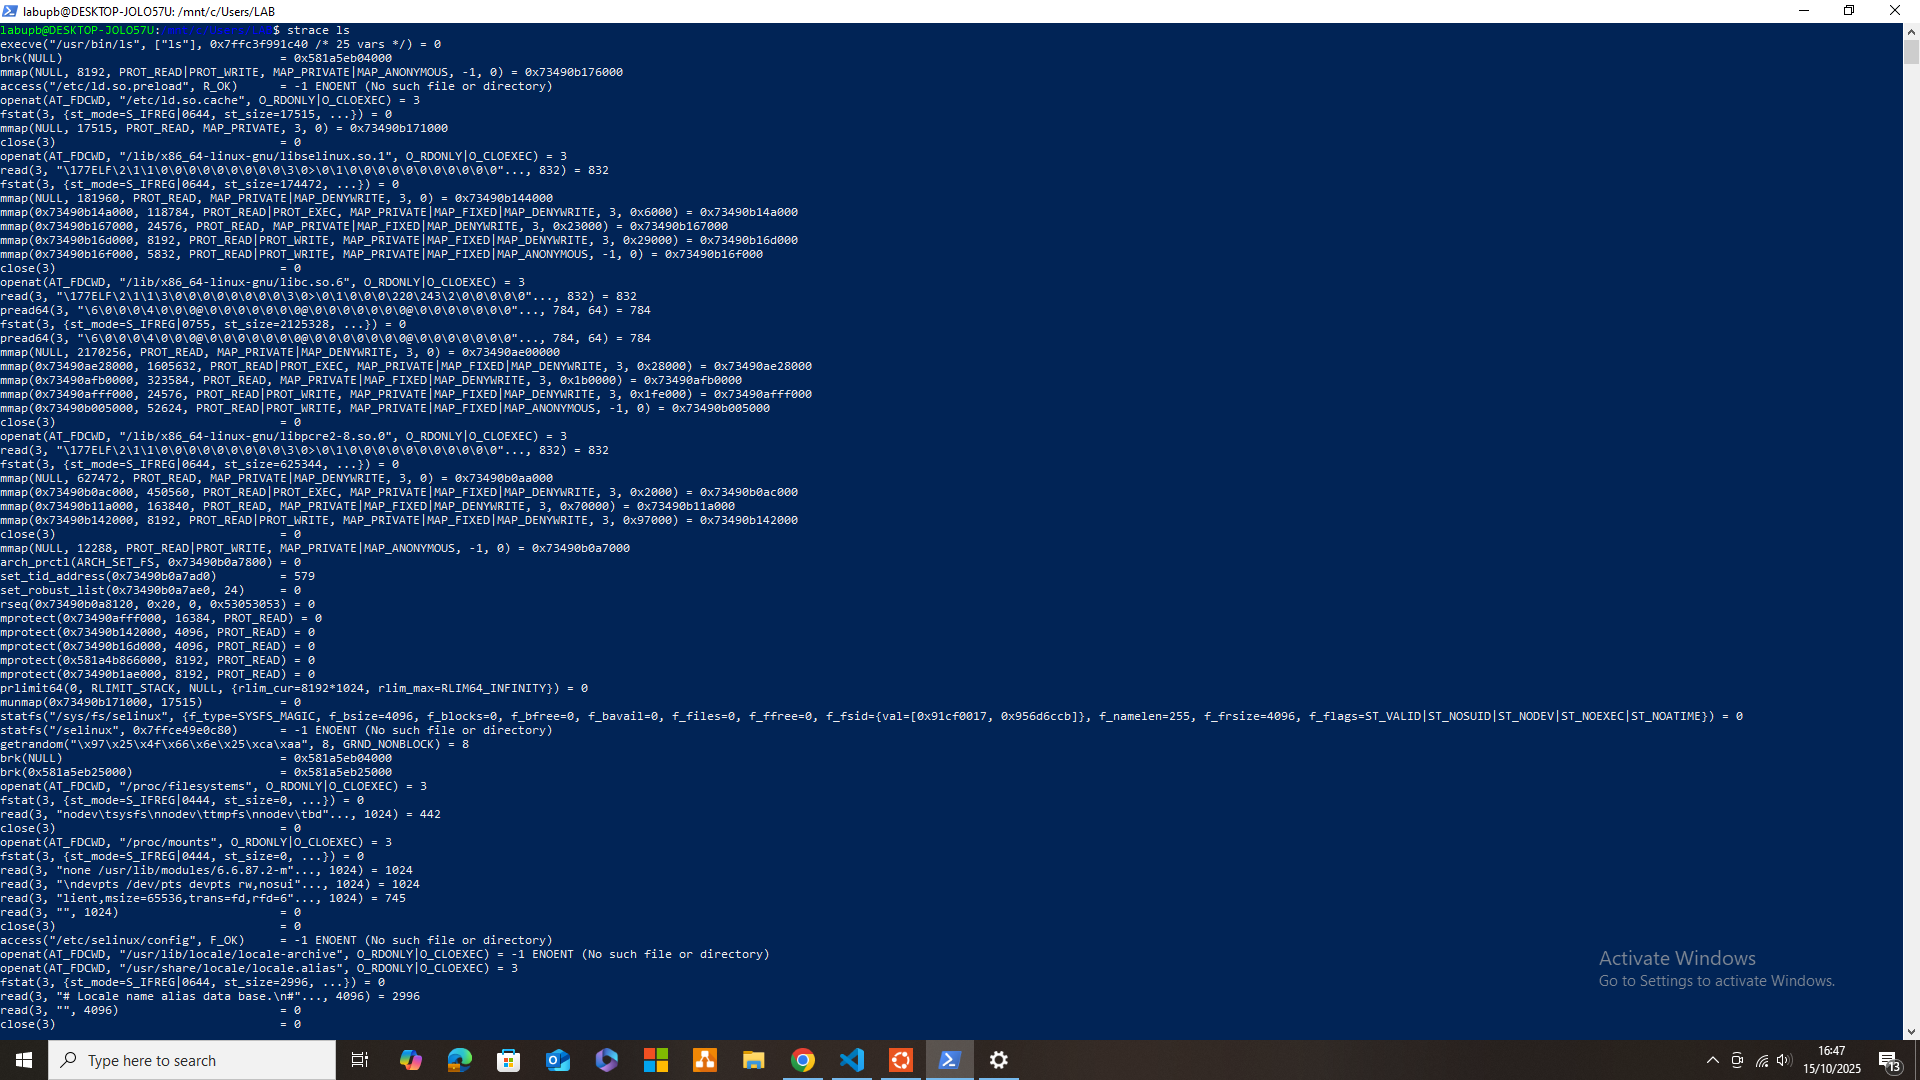 labupb@DESKTOP-JOLO57U: /mnt/c/Users/LAB
labupb@DESKTOP-JOLO57U:/mnt/c/Users/LAB$ strace ls
execve("/usr/bin/ls", ["ls"], 0x7ffc3f991c40 /* 25 vars */) = 0
brk(NULL)                               = 0x581a5eb04000
mmap(NULL, 8192, PROT_READ|PROT_WRITE, MAP_PRIVATE|MAP_ANONYMOUS, -1, 0) = 0x73490b176000
access("/etc/ld.so.preload", R_OK)      = -1 ENOENT (No such file or directory)
openat(AT_FDCWD, "/etc/ld.so.cache", O_RDONLY|O_CLOEXEC) = 3
fstat(3, {st_mode=S_IFREG|0644, st_size=17515, ...}) = 0
mmap(NULL, 17515, PROT_READ, MAP_PRIVATE, 3, 0) = 0x73490b171000
close(3)                                = 0
openat(AT_FDCWD, "/lib/x86_64-linux-gnu/libselinux.so.1", O_RDONLY|O_CLOEXEC) = 3
read(3, "\177ELF\2\1\1\0\0\0\0\0\0\0\0\0\3\0>\0\1\0\0\0\0\0\0\0\0\0\0\0"..., 832) = 832
fstat(3, {st_mode=S_IFREG|0644, st_size=174472, ...}) = 0
mmap(NULL, 181960, PROT_READ, MAP_PRIVATE|MAP_DENYWRITE, 3, 0) = 0x73490b144000
mmap(0x73490b14a000, 118784, PROT_READ|PROT_EXEC, MAP_PRIVATE|MAP_FIXED|MAP_DENYWRITE, 3, 0x6000) = 0x73490b14a000
mmap(0x73490b167000, 24576, PROT_READ, MAP_PRIVATE|MAP_FIXED|MAP_DENYWRITE, 3, 0x23000) = 0x73490b167000
mmap(0x73490b16d000, 8192, PROT_READ|PROT_WRITE, MAP_PRIVATE|MAP_FIXED|MAP_DENYWRITE, 3, 0x29000) = 0x73490b16d000
mmap(0x73490b16f000, 5832, PROT_READ|PROT_WRITE, MAP_PRIVATE|MAP_FIXED|MAP_ANONYMOUS, -1, 0) = 0x73490b16f000
close(3)                                = 0
openat(AT_FDCWD, "/lib/x86_64-linux-gnu/libc.so.6", O_RDONLY|O_CLOEXEC) = 3
read(3, "\177ELF\2\1\1\3\0\0\0\0\0\0\0\0\3\0>\0\1\0\0\0\220\243\2\0\0\0\0\0"..., 832) = 832
pread64(3, "\6\0\0\0\4\0\0\0@\0\0\0\0\0\0\0@\0\0\0\0\0\0\0@\0\0\0\0\0\0\0"..., 784, 64) = 784
fstat(3, {st_mode=S_IFREG|0755, st_size=2125328, ...}) = 0
pread64(3, "\6\0\0\0\4\0\0\0@\0\0\0\0\0\0\0@\0\0\0\0\0\0\0@\0\0\0\0\0\0\0"..., 784, 64) = 784
mmap(NULL, 2170256, PROT_READ, MAP_PRIVATE|MAP_DENYWRITE, 3, 0) = 0x73490ae00000
mmap(0x73490ae28000, 1605632, PROT_READ|PROT_EXEC, MAP_PRIVATE|MAP_FIXED|MAP_DENYWRITE, 3, 0x28000) = 0x73490ae28000
mmap(0x73490afb0000, 323584, PROT_READ, MAP_PRIVATE|MAP_FIXED|MAP_DENYWRITE, 3, 0x1b0000) = 0x73490afb0000
mmap(0x73490afff000, 24576, PROT_READ|PROT_WRITE, MAP_PRIVATE|MAP_FIXED|MAP_DENYWRITE, 3, 0x1fe000) = 0x73490afff000
mmap(0x73490b005000, 52624, PROT_READ|PROT_WRITE, MAP_PRIVATE|MAP_FIXED|MAP_ANONYMOUS, -1, 0) = 0x73490b005000
close(3)                                = 0
openat(AT_FDCWD, "/lib/x86_64-linux-gnu/libpcre2-8.so.0", O_RDONLY|O_CLOEXEC) = 3
read(3, "\177ELF\2\1\1\0\0\0\0\0\0\0\0\0\3\0>\0\1\0\0\0\0\0\0\0\0\0\0\0"..., 832) = 832
fstat(3, {st_mode=S_IFREG|0644, st_size=625344, ...}) = 0
mmap(NULL, 627472, PROT_READ, MAP_PRIVATE|MAP_DENYWRITE, 3, 0) = 0x73490b0aa000
mmap(0x73490b0ac000, 450560, PROT_READ|PROT_EXEC, MAP_PRIVATE|MAP_FIXED|MAP_DENYWRITE, 3, 0x2000) = 0x73490b0ac000
mmap(0x73490b11a000, 163840, PROT_READ, MAP_PRIVATE|MAP_FIXED|MAP_DENYWRITE, 3, 0x70000) = 0x73490b11a000
mmap(0x73490b142000, 8192, PROT_READ|PROT_WRITE, MAP_PRIVATE|MAP_FIXED|MAP_DENYWRITE, 3, 0x97000) = 0x73490b142000
close(3)                                = 0
mmap(NULL, 12288, PROT_READ|PROT_WRITE, MAP_PRIVATE|MAP_ANONYMOUS, -1, 0) = 0x73490b0a7000
arch_prctl(ARCH_SET_FS, 0x73490b0a7800) = 0
set_tid_address(0x73490b0a7ad0)         = 579
set_robust_list(0x73490b0a7ae0, 24)     = 0
rseq(0x73490b0a8120, 0x20, 0, 0x53053053) = 0
mprotect(0x73490afff000, 16384, PROT_READ) = 0
mprotect(0x73490b142000, 4096, PROT_READ) = 0
mprotect(0x73490b16d000, 4096, PROT_READ) = 0
mprotect(0x581a4b866000, 8192, PROT_READ) = 0
mprotect(0x73490b1ae000, 8192, PROT_READ) = 0
prlimit64(0, RLIMIT_STACK, NULL, {rlim_cur=8192*1024, rlim_max=RLIM64_INFINITY}) = 0
munmap(0x73490b171000, 17515)           = 0
statfs("/sys/fs/selinux", {f_type=SYSFS_MAGIC, f_bsize=4096, f_blocks=0, f_bfree=0, f_bavail=0, f_files=0, f_ffree=0, f_fsid={val=[0x91cf0017, 0x956d6ccb]}, f_namelen=255, f_frsize=4096, f_flags=ST_VALID|ST_NOSUID|ST_NODEV|ST_NOEXEC|ST_NOATIME}) = 0
statfs("/selinux", 0x7ffce49e0c80)      = -1 ENOENT (No such file or directory)
getrandom("\x97\x25\x4f\x66\x6e\x25\xca\xaa", 8, GRND_NONBLOCK) = 8
brk(NULL)                               = 0x581a5eb04000
brk(0x581a5eb25000)                     = 0x581a5eb25000
openat(AT_FDCWD, "/proc/filesystems", O_RDONLY|O_CLOEXEC) = 3
fstat(3, {st_mode=S_IFREG|0444, st_size=0, ...}) = 0
read(3, "nodev\tsysfs\nnodev\ttmpfs\nnodev\tbd"..., 1024) = 442
close(3)                                = 0
openat(AT_FDCWD, "/proc/mounts", O_RDONLY|O_CLOEXEC) = 3
fstat(3, {st_mode=S_IFREG|0444, st_size=0, ...}) = 0
read(3, "none /usr/lib/modules/6.6.87.2-m"..., 1024) = 1024
read(3, "\ndevpts /dev/pts devpts rw,nosui"..., 1024) = 1024
read(3, "lient,msize=65536,trans=fd,rfd=6"..., 1024) = 745
read(3, "", 1024)                       = 0
close(3)                                = 0
access("/etc/selinux/config", F_OK)     = -1 ENOENT (No such file or directory)
openat(AT_FDCWD, "/usr/lib/locale/locale-archive", O_RDONLY|O_CLOEXEC) = -1 ENOENT (No such file or directory)
openat(AT_FDCWD, "/usr/share/locale/locale.alias", O_RDONLY|O_CLOEXEC) = 3
fstat(3, {st_mode=S_IFREG|0644, st_size=2996, ...}) = 0
read(3, "# Locale name alias data base.\n#"..., 4096) = 2996
read(3, "", 4096)                       = 0
close(3)                                = 0
Activate Windows
Go to Settings to activate Windows.
Type here to search
16:47
15/10/2025
13